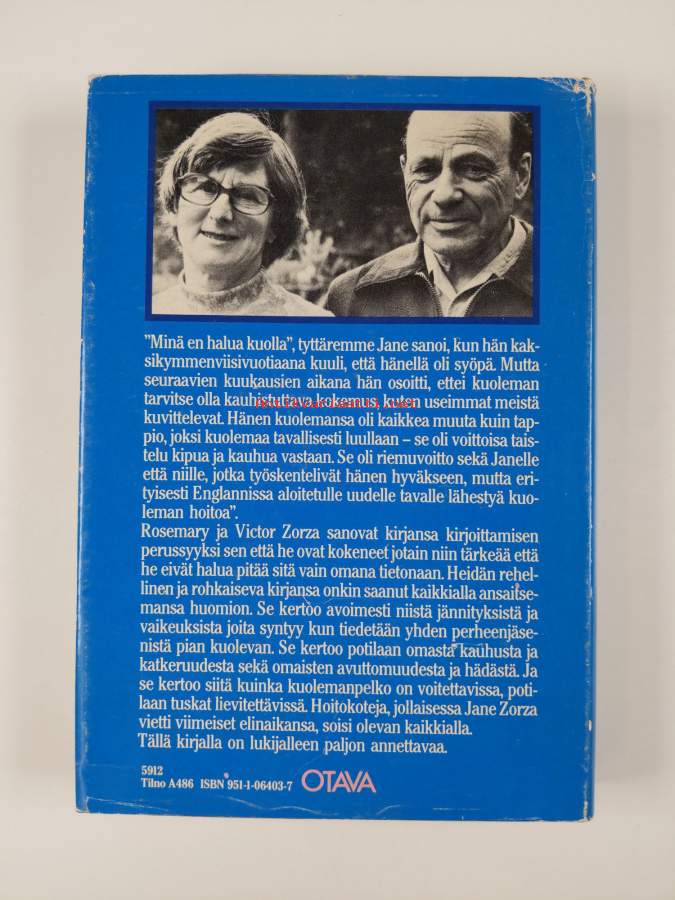 ”Minä en halua kuolla”, tyttäremme Jane sanoi, kun hän kak-
sikymmenviisivuotiaana kuuli, että hänellä oli syöpä. Mutta
seuraavien kuukausien aikana hän osoitti, ettei kuoleman
tarvitse olla kauhistuttava kokemus, kuten useimmat meistä
kuvittelevat. Hänen kuolemansa oli kaikkea muuta kuin tap-
pio, joksi kuolemaa tavallisesti luullaan – se oli voittoisa tais-
telu kipua ja kauhua vastaan. Se oli riemuvoitto sekä Janelle
että niille, jotka työskentelivät hänen hyväkseen, mutta eri-
tyisesti Englannissa aloitetulle uudelle tavalle lähestyä kuo-
leman hoitoa”.
Rosemary ja Victor Zorza sanovat kirjansa kirjoittamisen
perussyyksi sen että he ovat kokeneet jotain niin tärkeää että
he eivät halua pitää sitä vain omana tietonaan. Heidän rehel-
linen ja rohkaiseva kirjansa onkin saanut kaikkialla ansaitse-
mansa huomion. Se kertoo avoimesti niistä jännityksistä ja
vaikeuksista joita syntyy kun tiedetään yhden perheenjäse-
nistä pian kuolevan. Se kertoo potilaan omasta kauhusta ja
katkeruudesta sekä omaisten avuttomuudesta ja hädästä. Ja
se kertoo siitä kuinka kuolemanpelko on voitettavissa, poti-
laan tuskat lievitettävissä. Hoitokoteja, jollaisessa Jane Zorza
vietti viimeiset elinaikansa, soisi olevan kaikkialla.
Tällä kirjalla on lukijalleen paljon annettavaa.
5912
Tilno A486 ISBN 951-1-06403-7 OTAVA